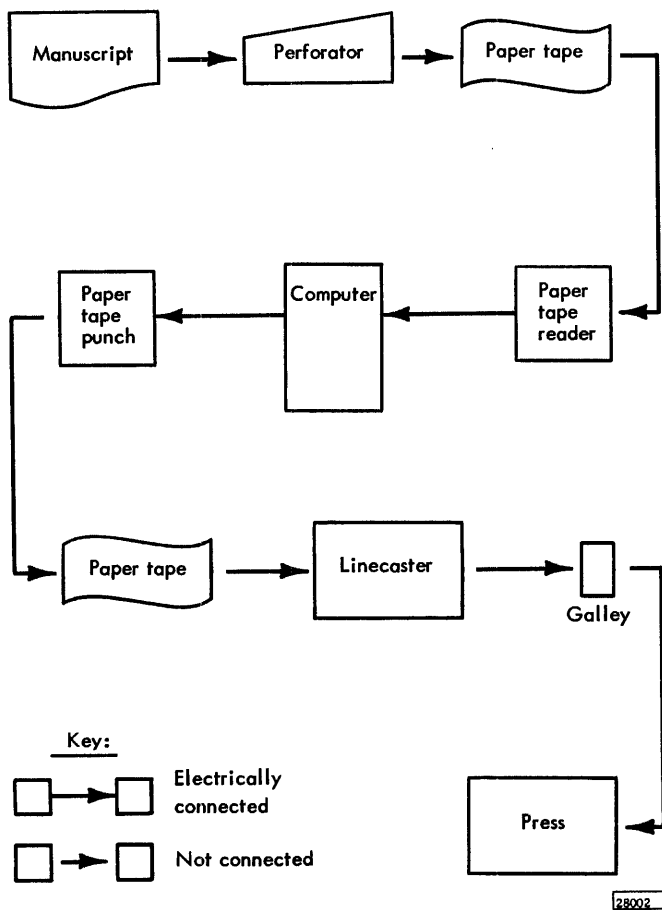 Manuscript
Perforator
Paper tape
Paper
tape
punch
Computer
Paper
tape
reader
Paper tape
Linecaster
Galley
Key:
Electrically
connected
Not connected
Press
28002